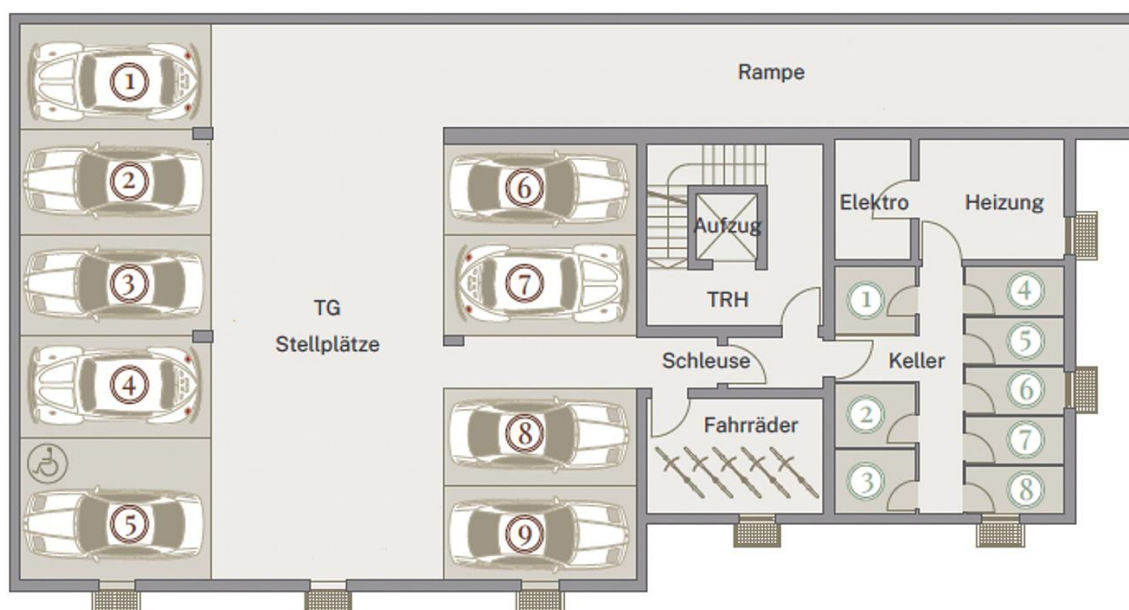 Rampe
1
2
3
4
5
6
7
8
9
TG
Stellplätze
Aufzug
TRH
Schleuse
Fahrräder
Elektro
Heizung
Keller
1
2
3
4
5
6
7
8